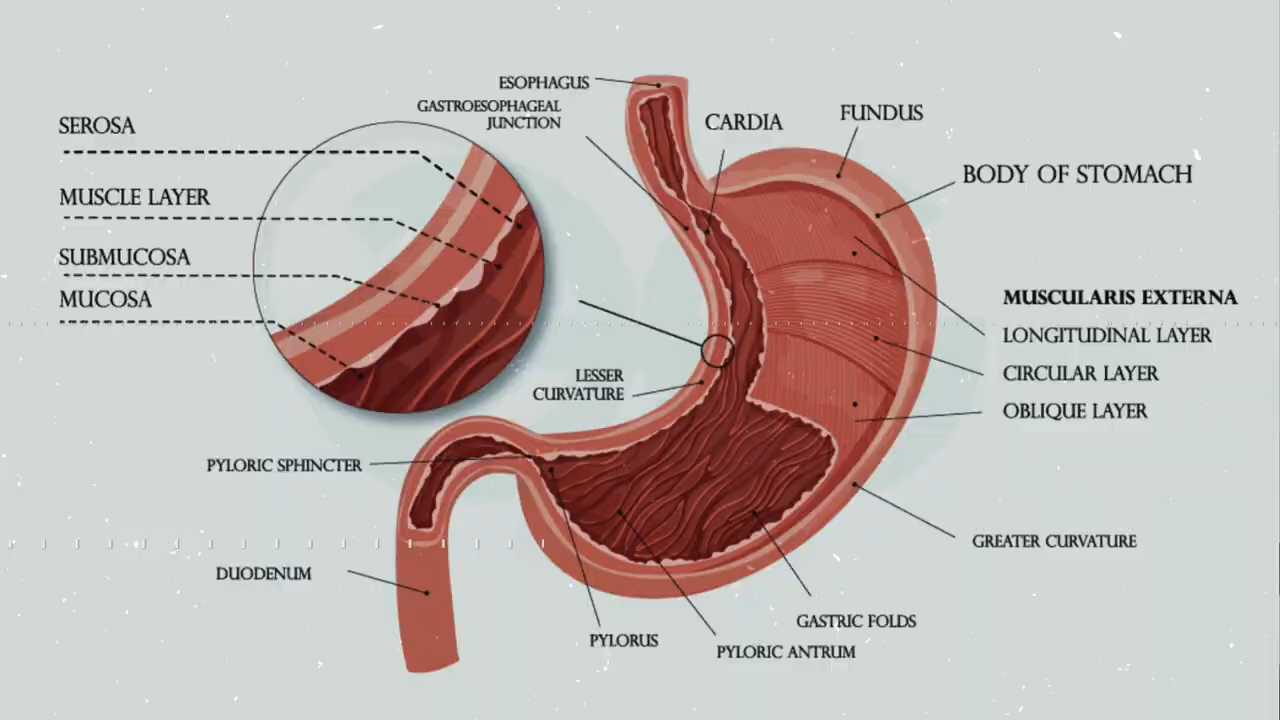 ESOPHAGUS
GASTROESOPHAGEAL
JUNCTION
CARDIA
FUNDUS
SEROSA
MUSCLE LAYER
SUBMUCOSA
MUCOSA
BODY OF STOMACH
MUSCULARIS EXTERNA
LONGITUDINAL LAYER
CIRCULAR LAYER
OBLIQUE LAYER
LESSER
CURVATURE
PYLORIC SPHINCTER
GREATER CURVATURE
DUODENUM
GASTRIC FOLDS
PYLORUS
PYLORIC ANTRUM